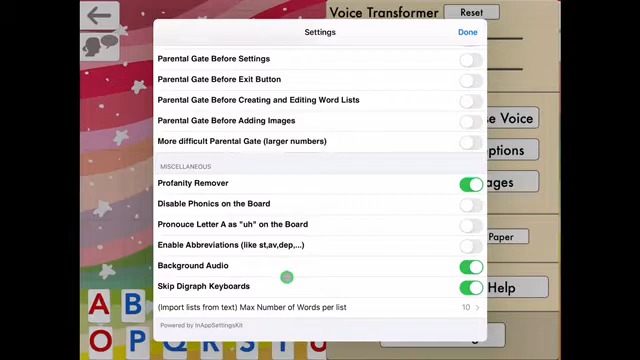 Voice Transformer
Reset
Settings
Done
Parental Gate Before Settings
Parental Gate Before Exit Button
Parental Gate Before Creating and Editing Word Lists
Parental Gate Before Adding Images
More difficult Parental Gate (larger numbers)
MISCELLANEOUS
Profanity Remover
Disable Phonics on the Board
Pronouce Letter A as "uh" on the Board
Enable Abbreviations (like st,av,dep,...)
Background Audio
Skip Digraph Keyboards
(Import lists from text) Max Number of Words per list
10
Powered by InAppSettingsKit
se Voice
ptions
ages
Paper
Help
A B
O P Q R S T U